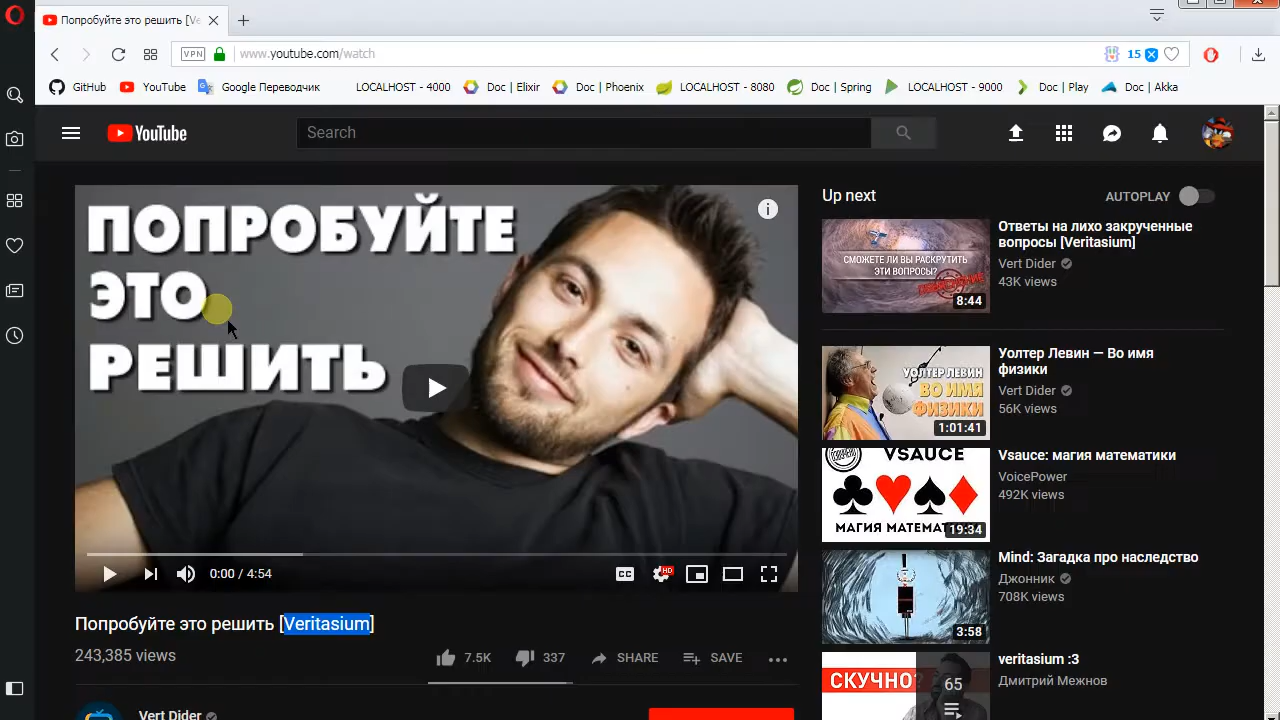 Попробуйте это решить [Ve
VPN
www.youtube.com/watch
15
GitHub
YouTube
Google Переводчик
LOCALHOST - 4000
Doc | Elixir
Doc | Phoenix
LOCALHOST - 8080
Doc | Spring
LOCALHOST - 9000
Doc | Play
Doc | Akka
YouTube
Search
ПОПРОБУЙТЕ
ЭТО
РЕШИТЬ
0:00 / 4:54
CC
HD
Попробуйте это решить [Veritasium]
243,385 views
7.5K
337
SHARE
SAVE
Vert Dider
Up next
AUTOPLAY
СМОЖЕТЕ ЛИ ВЫ РАСКРУТИТЬ
ЭТИ ВОПРОСЫ?
8:44
Ответы на лихо закрученные
вопросы [Veritasium]
Vert Dider
43K views
УОЛТЕР ЛЕВИН
ВО ИМЯ
ФИЗИКИ
1:01:41
Уолтер Левин — Во имя
физики
Vert Dider
56K views
VSAUCE
МАГИЯ МАТЕМАТ
19:34
Vsauce: магия математики
VoicePower
492K views
3:58
Mind: Загадка про наследство
Джонник
708K views
СКУЧНО?
65
veritasium :3
Дмитрий Межнов